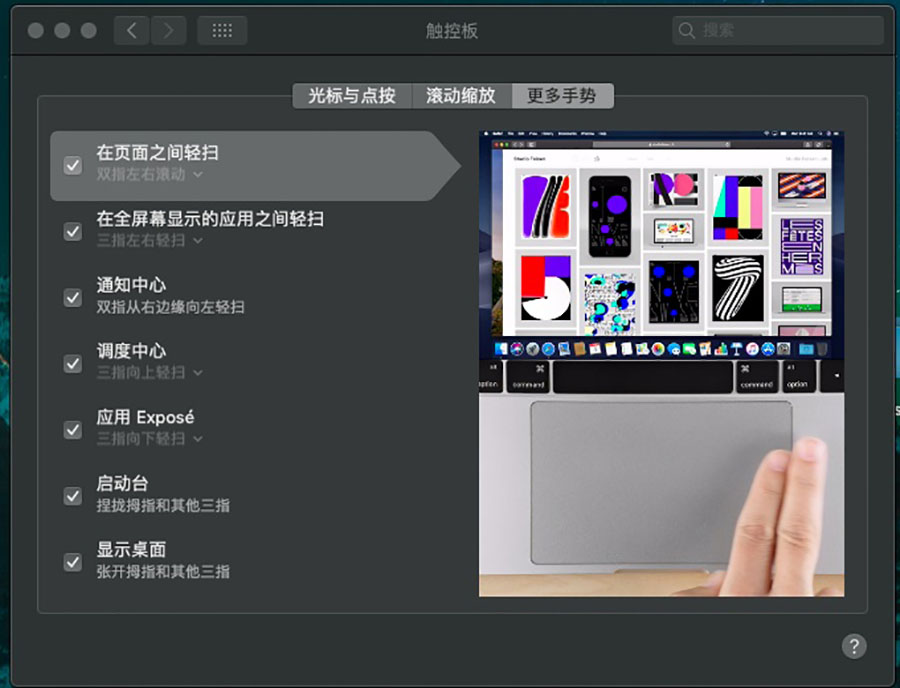 触控板
搜索
光标与点按
滚动缩放
更多手势
在页面之间轻扫
双指左右滚动
在全屏幕显示的应用之间轻扫
三指左右轻扫
通知中心
双指从右边缘向左轻扫
调度中心
三指向上轻扫
应用 Exposé
三指向下轻扫
启动台
捏拢拇指和其他三指
显示桌面
张开拇指和其他三指
LES
FÊTES
EN
HER
MS
command
command
option
?